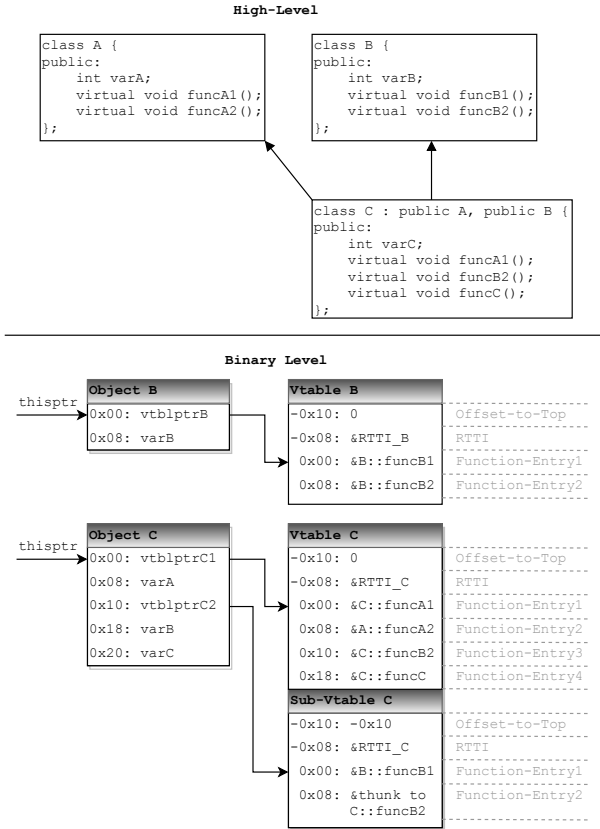 High-Level
class A {
public:
int varA;
virtual void funcA1();
virtual void funcA2();
};
class B {
public:
int varB;
virtual void funcB1();
virtual void funcB2();
};
class C : public A, public B {
public:
int varC;
virtual void funcA1();
virtual void funcB2();
virtual void funcC();
};
Binary Level
thisptr
Object B
0x00: vtblptrB
0x08: varB
Vtable B
-0x10: 0 Offset-to-Top
-0x08: &RTTI_B RTTI
0x00: &B::funcB1 Function-Entry1
0x08: &B::funcB2 Function-Entry2
thisptr
Object C
0x00: vtblptrC1
0x08: varA
0x10: vtblptrC2
0x18: varB
0x20: varC
Vtable C
-0x10: 0 Offset-to-Top
-0x08: &RTTI_C RTTI
0x00: &C::funcA1 Function-Entry1
0x08: &A::funcA2 Function-Entry2
0x10: &C::funcB2 Function-Entry3
0x18: &C::funcC Function-Entry4
Sub-Vtable C
-0x10: -0x10 Offset-to-Top
-0x08: &RTTI_C RTTI
0x00: &B::funcB1 Function-Entry1
0x08: &thunk to Function-Entry2
C::funcB2